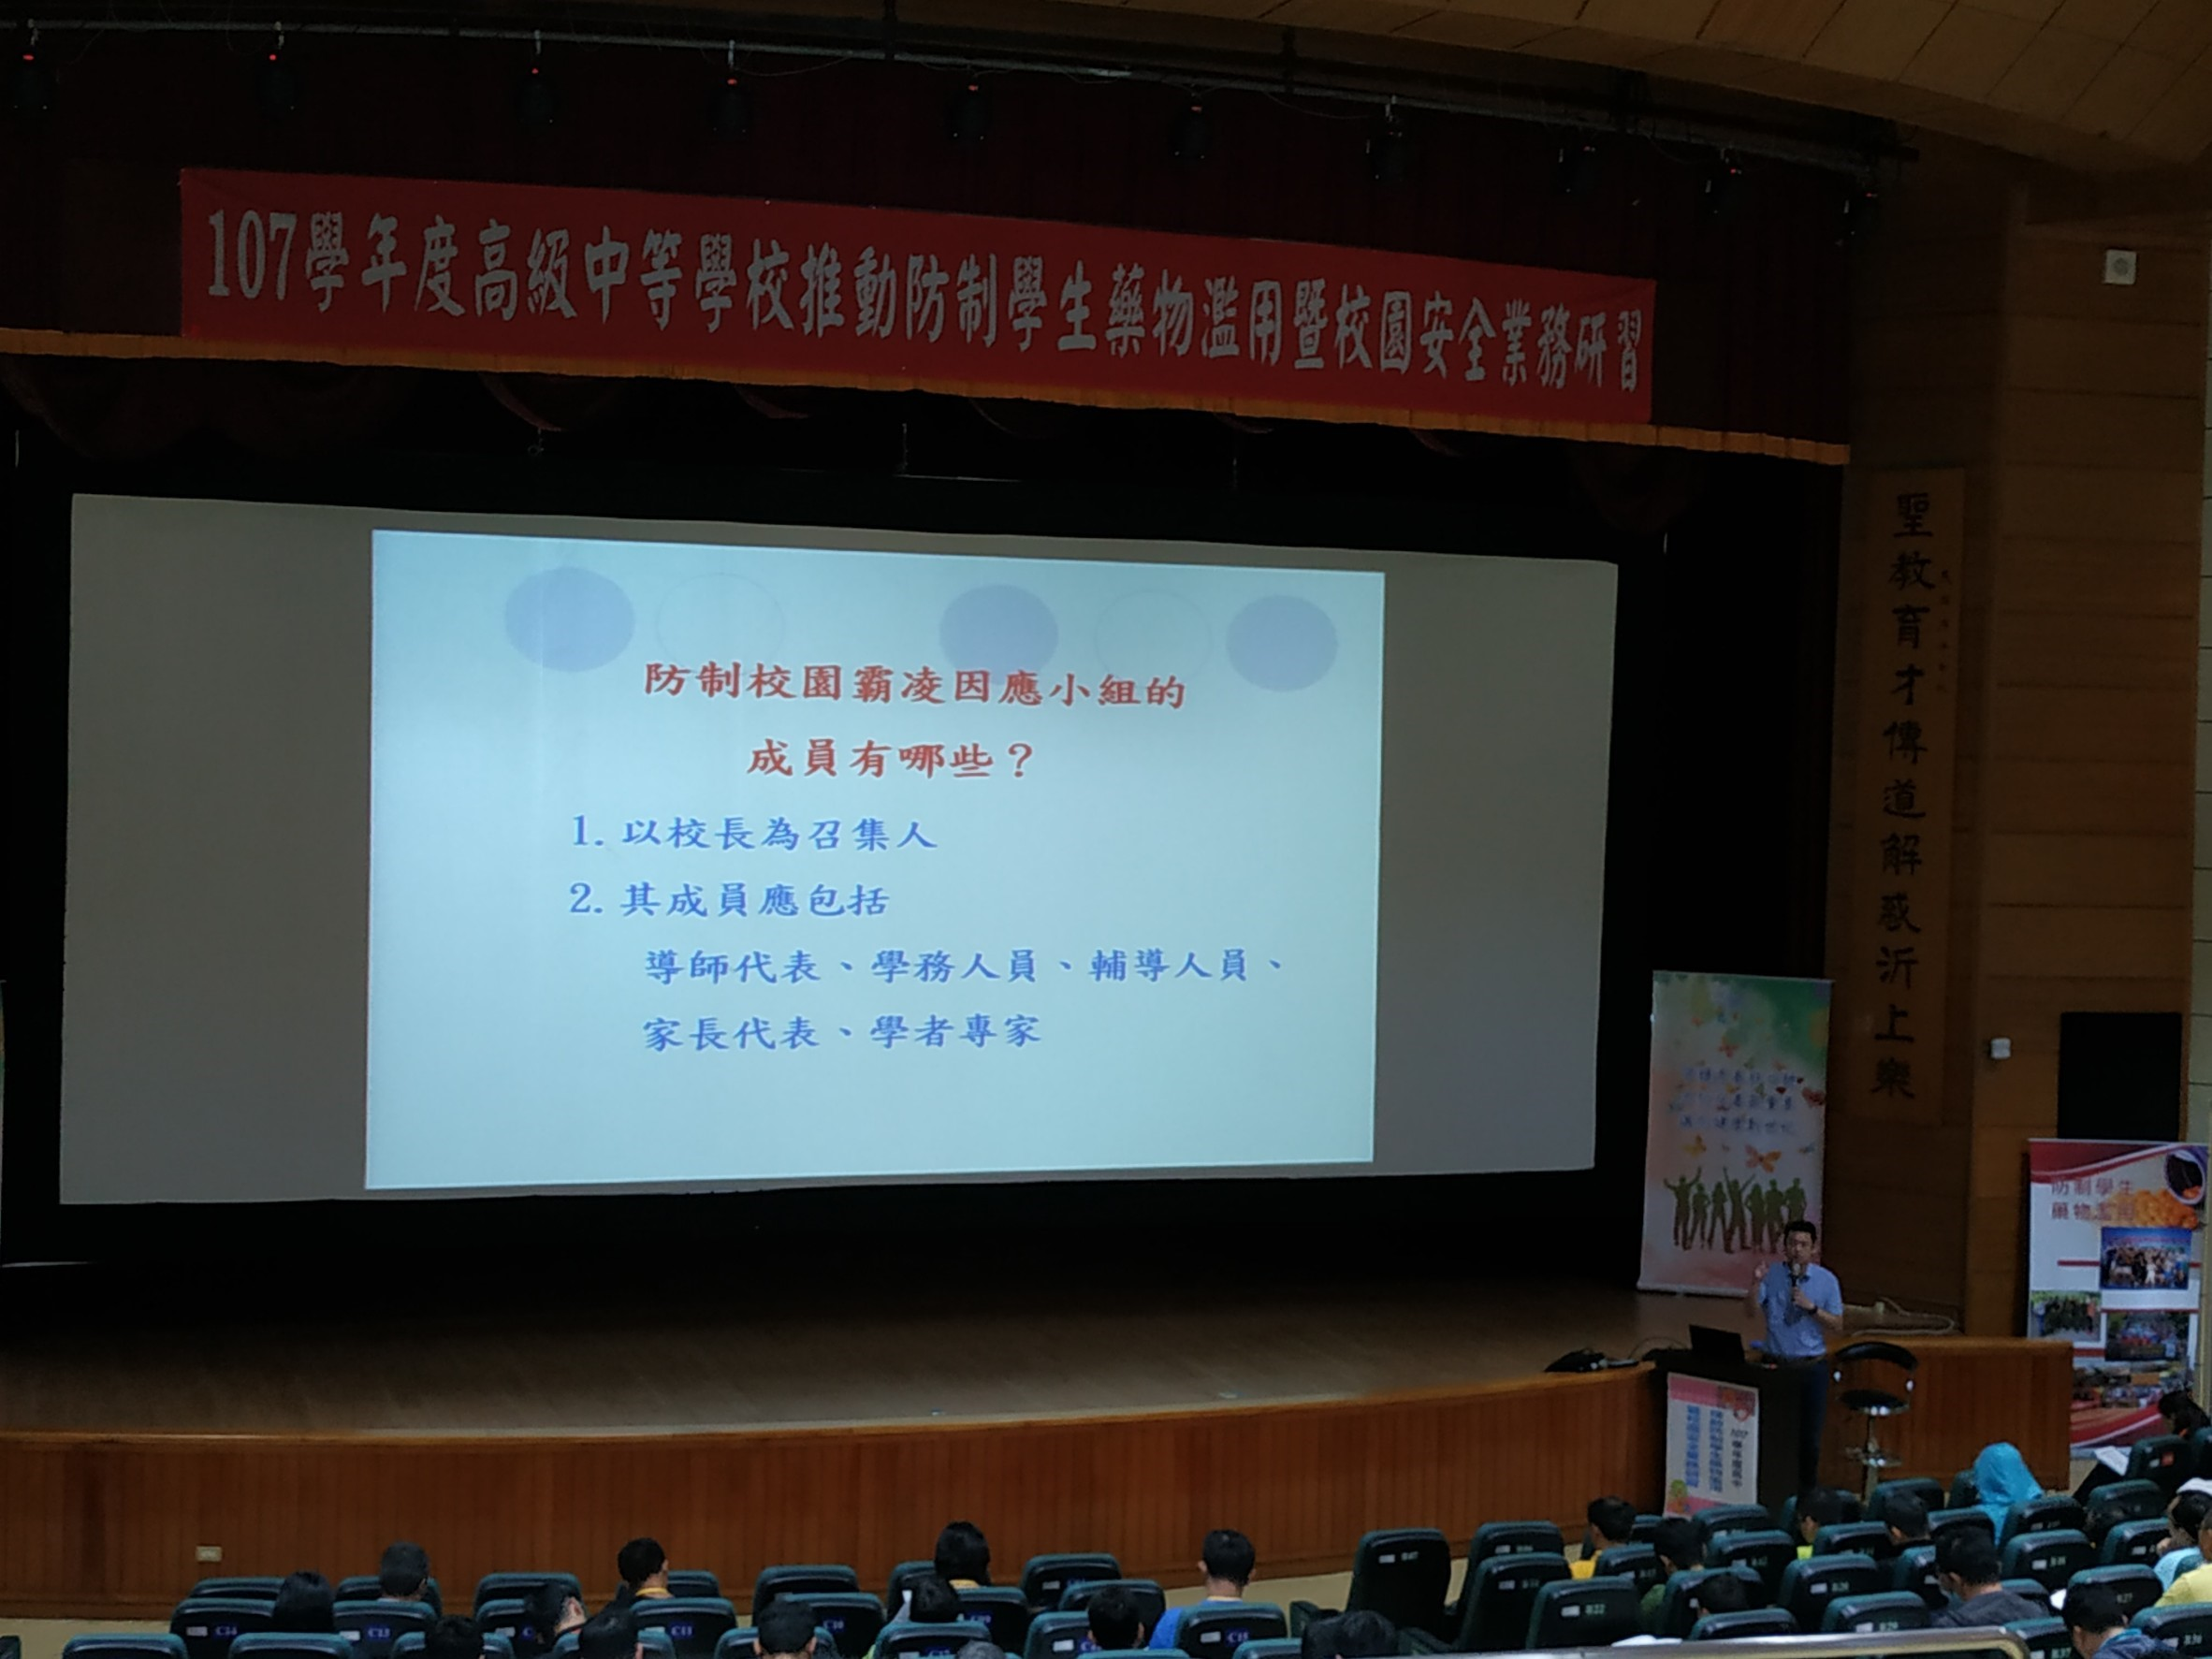 107學年度高級中等學校推動防制學生藥物濫用暨校園安全業務研習
防制校園霸凌因應小組的
成員有哪些？
1. 以校長為召集人
2. 其成員應包括
導師代表、學務人員、輔導人員、
家長代表、學者專家
聖教育才傳道解惑沂上樂
防制學生
藥物濫用